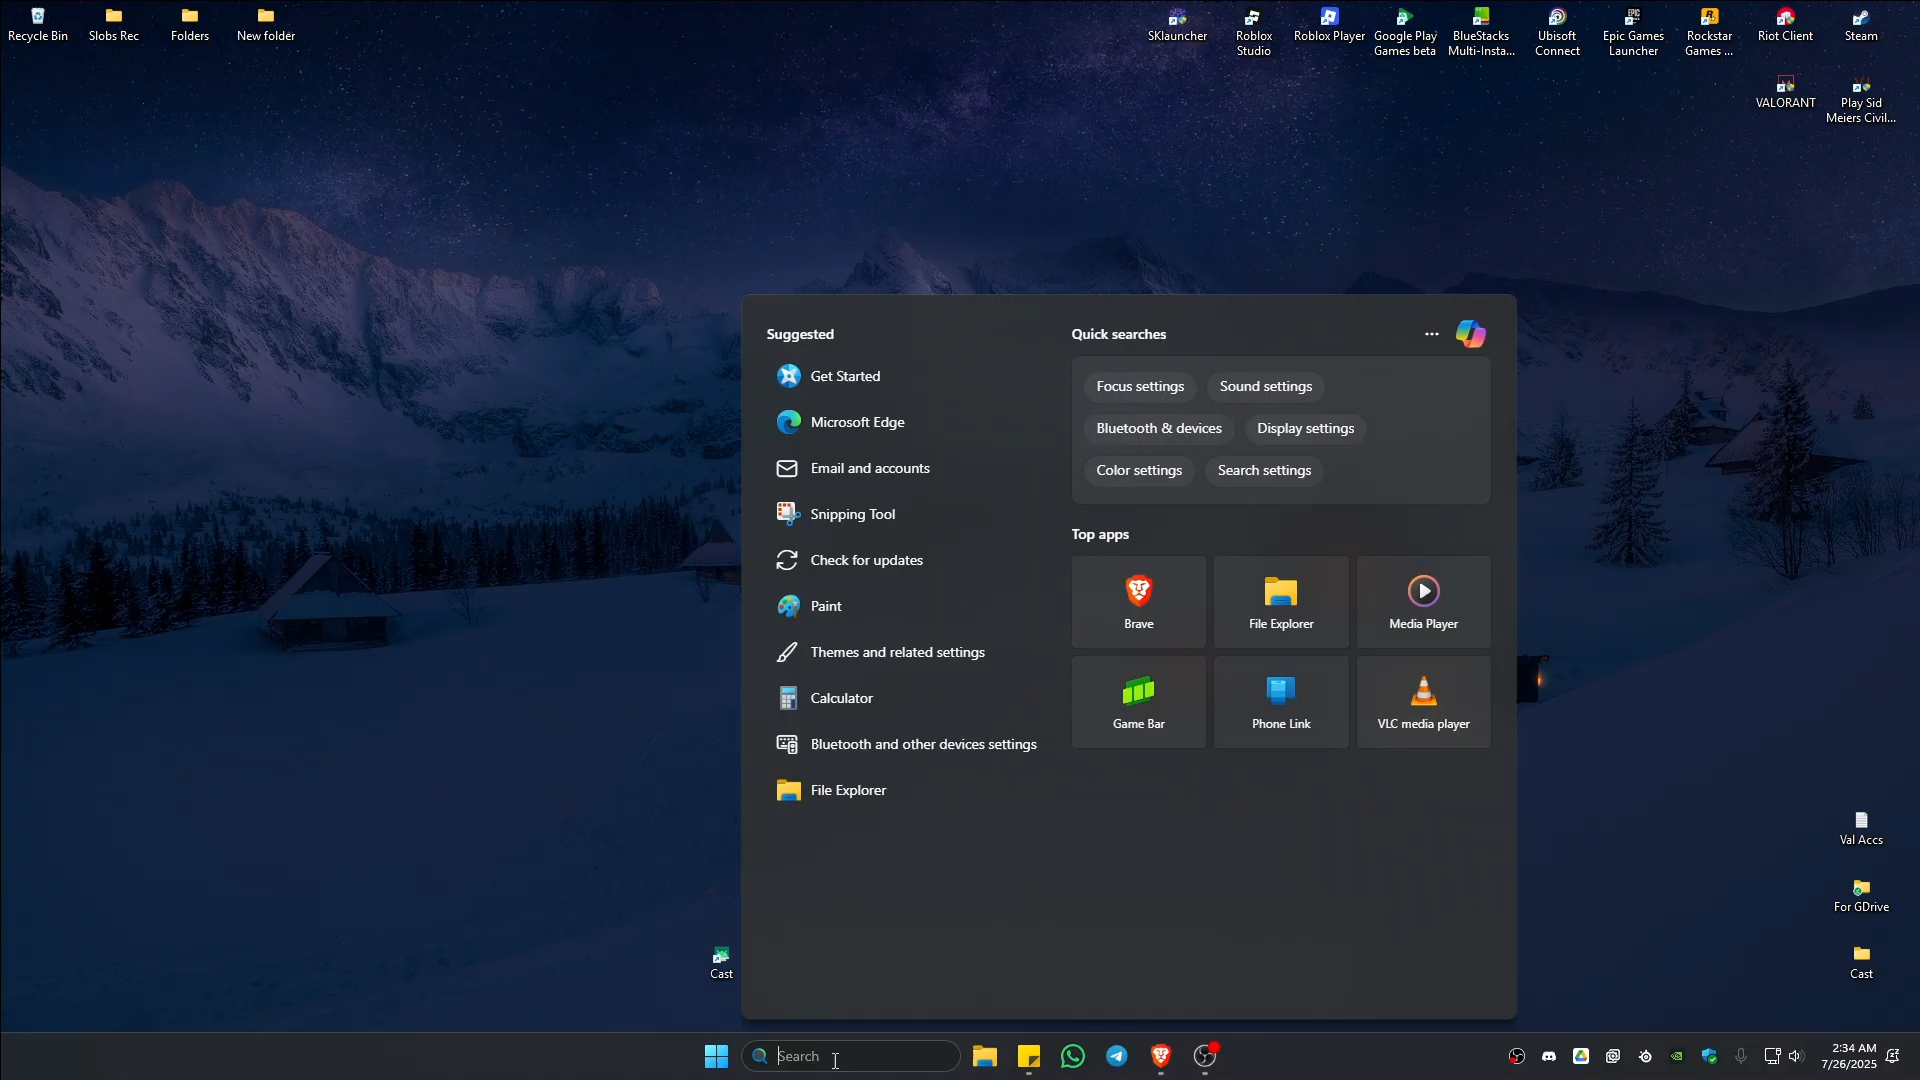 Recycle Bin
Slobs Rec
Folders
New folder
SKlauncher
Roblox
Studio
Roblox Player
Google Play
Games beta
BlueStacks
Multi-Insta...
Ubisoft
Connect
Epic Games
Launcher
Rockstar
Games ...
Riot Client
Steam
VALORANT
Play Sid
Meiers Civil...
Suggested
Get Started
Microsoft Edge
Email and accounts
Snipping Tool
Check for updates
Paint
Themes and related settings
Calculator
Bluetooth and other devices settings
File Explorer
Quick searches
Focus settings
Sound settings
Bluetooth & devices
Display settings
Color settings
Search settings
Top apps
Brave
File Explorer
Media Player
Game Bar
Phone Link
VLC media player
Val Accs
For GDrive
Cast
Cast
Search
2:34 AM
7/26/2025